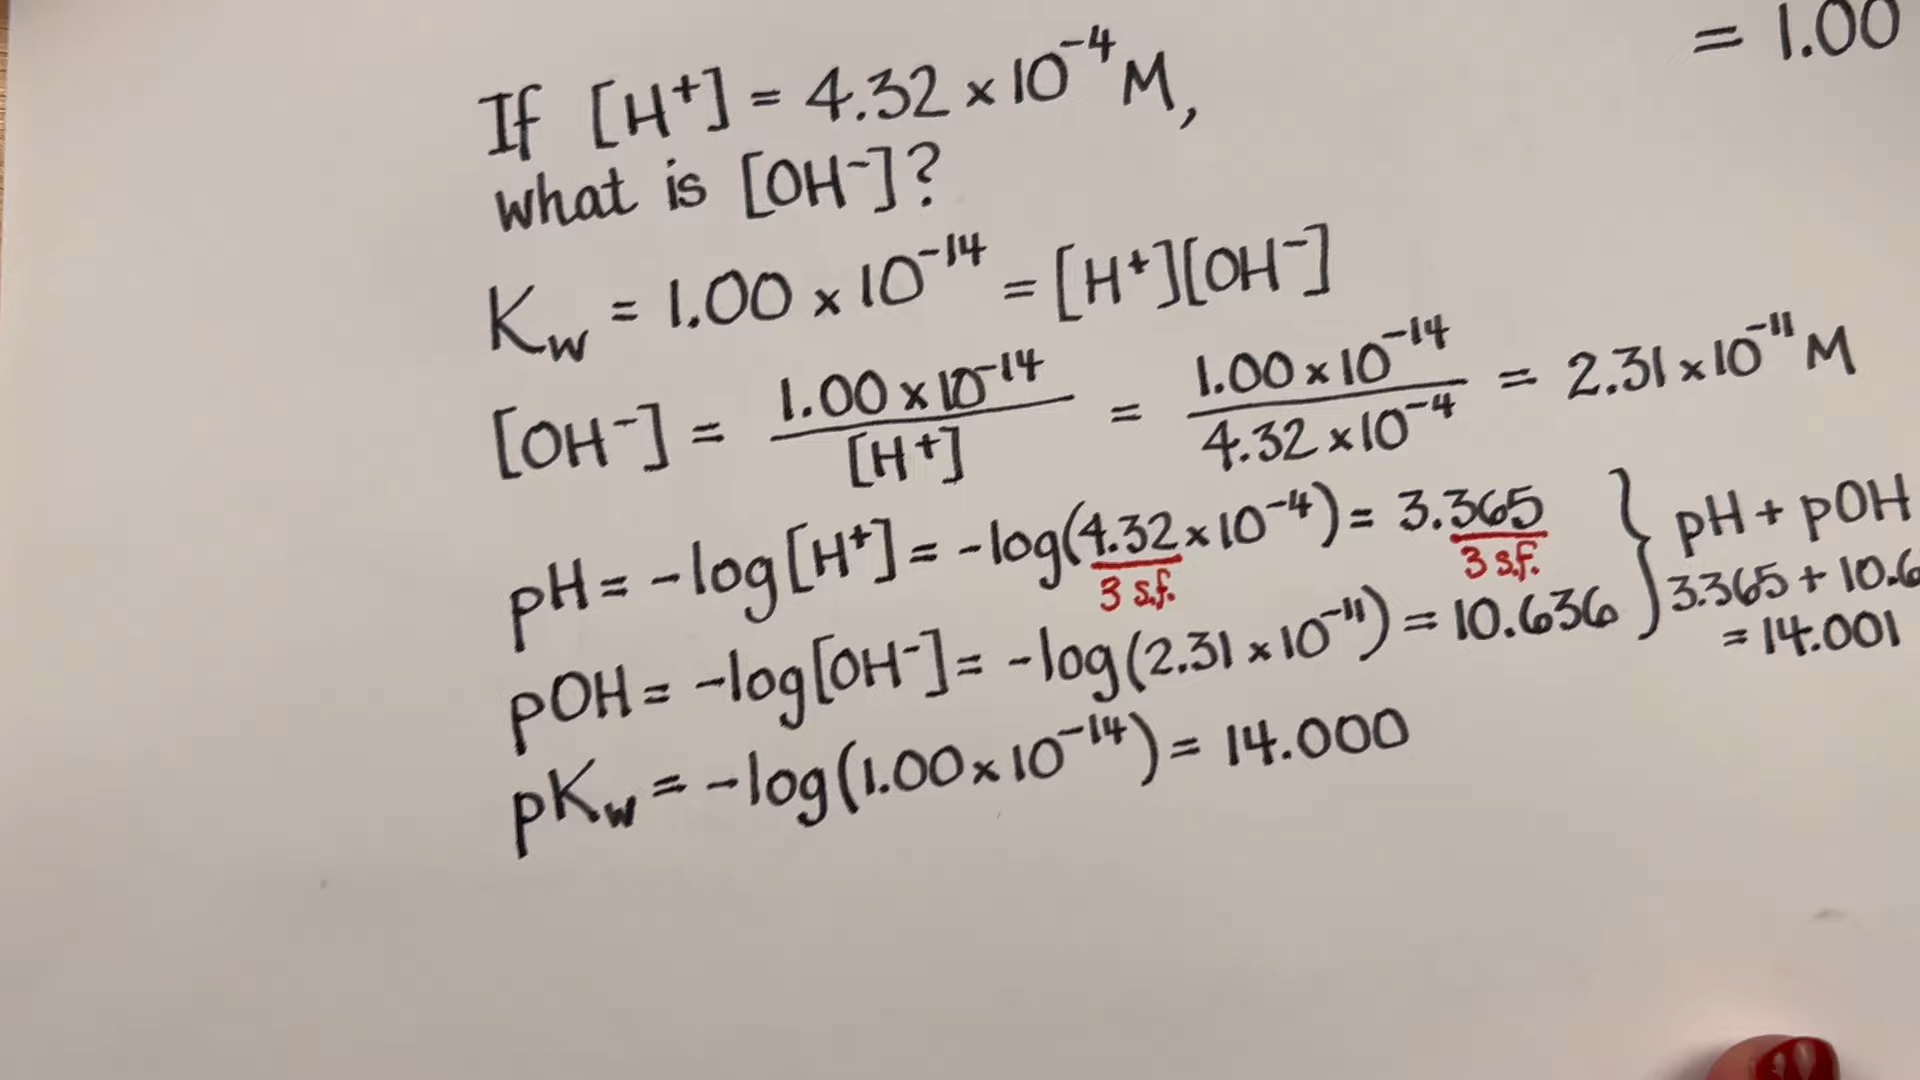 = 1.00
If [H⁺] = 4.32 × 10⁻⁴ M,
what is [OH⁻]?
Kw = 1.00 × 10⁻¹⁴ = [H⁺][OH⁻]
[OH⁻] = 1.00 × 10⁻¹⁴ / [H⁺] = 1.00 × 10⁻¹⁴ / 4.32 × 10⁻⁴ = 2.31 × 10⁻¹¹ M
pH = -log[H⁺] = -log(4.32 × 10⁻⁴) = 3.365
3 s.f. 3 s.f.
pOH = -log[OH⁻] = -log(2.31 × 10⁻¹¹) = 10.636
} pH + pOH
3.365 + 10.6
= 14.001
pKw = -log(1.00 × 10⁻¹⁴) = 14.000